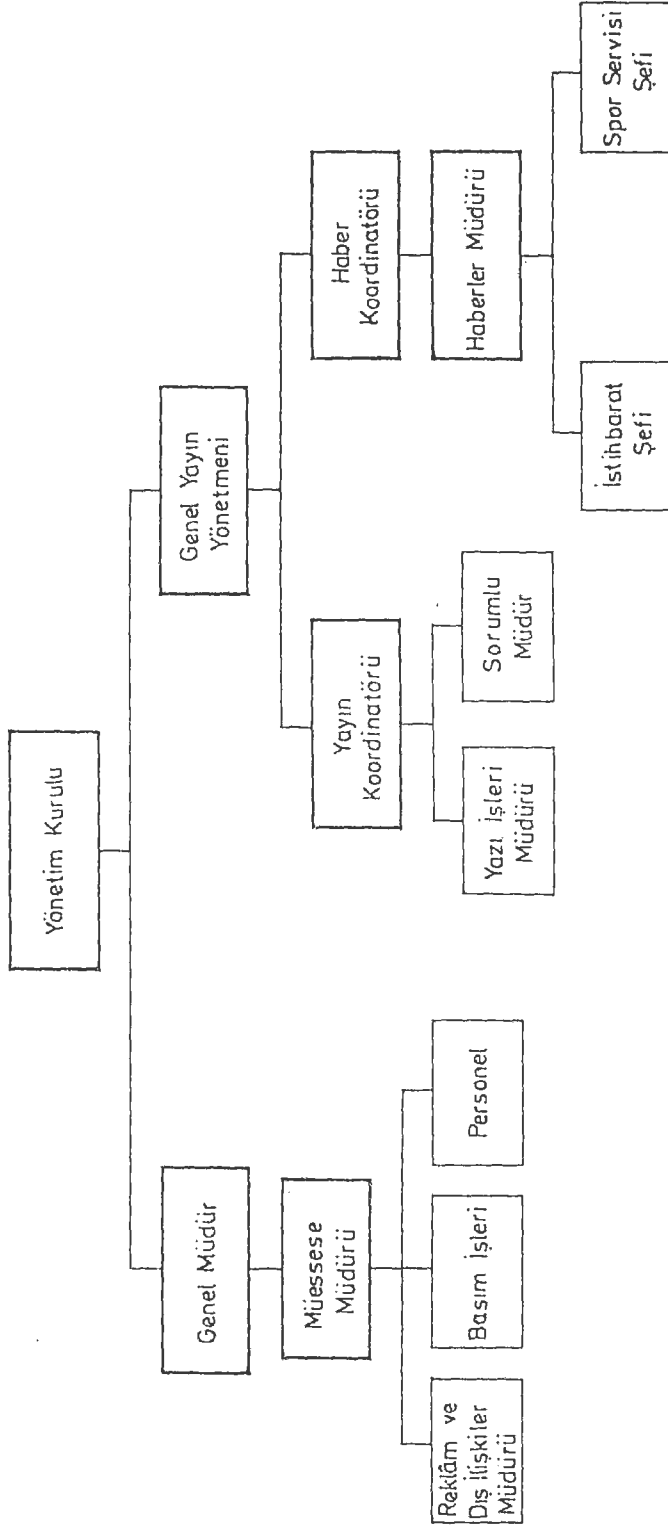 Yönetim Kurulu
Genel Müdür
Genel Yayın
Yönetmeni
Müessese
Müdürü
Yayın
Koordinatörü
Haber
Koordinatörü
Reklâm ve
Dış İlişkiler
Müdürü
Basım İşleri
Personel
Yazı İşleri
Müdürü
Sorumlu
Müdür
Haberler Müdürü
İstihbarat
Şefi
Spor Servisi
Şefi